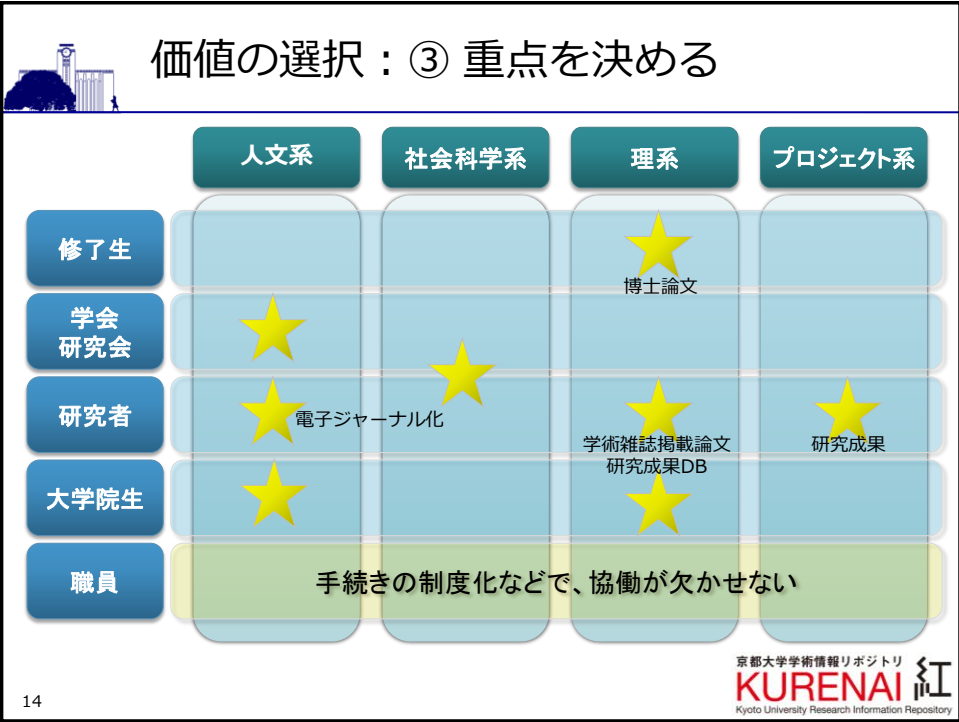 価値の選択：③ 重点を決める
人文系
社会科学系
理系
プロジェクト系
修了生
博士論文
学会
研究会
研究者
電子ジャーナル化
学術雑誌掲載論文
研究成果DB
研究成果
大学院生
職員
手続きの制度化などで、協働が欠かせない
14
京都大学学術情報リポジトリ
KURENAI 紅
Kyoto University Research Information Repository